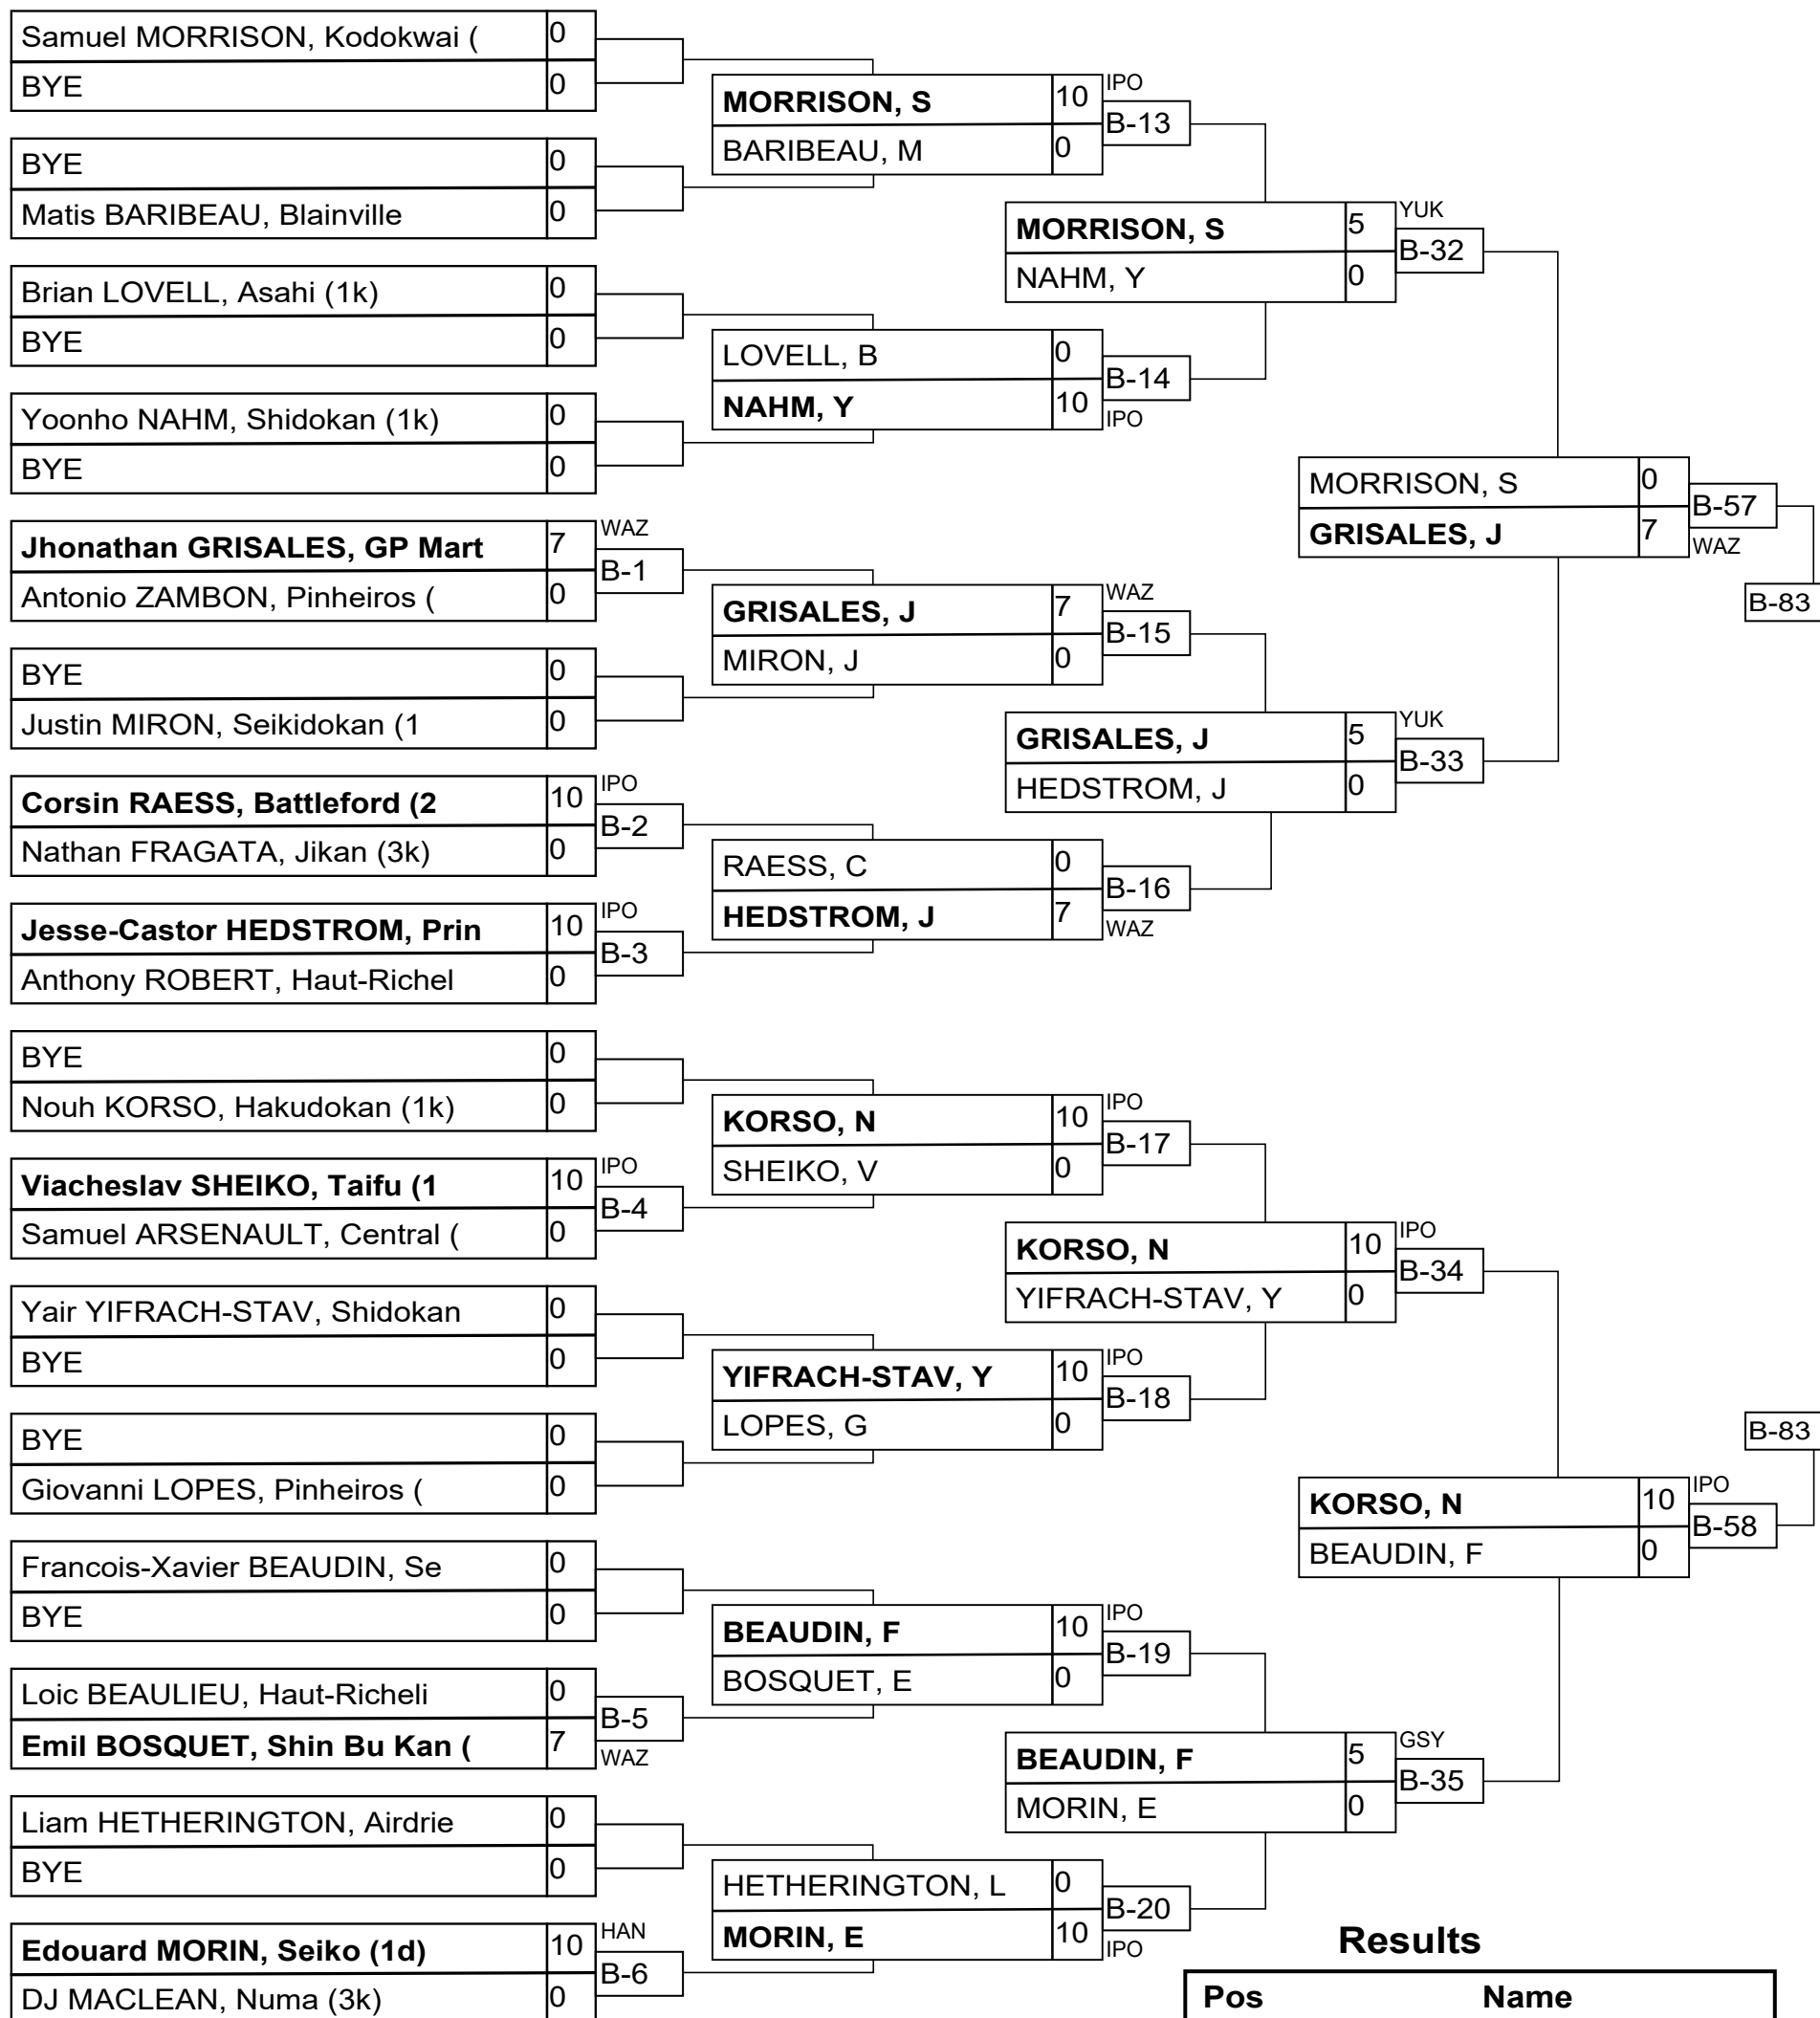 Samuel MORRISON, Kodokwai ( 0
BYE 0
BYE 0
Matis BARIBEAU, Blainville 0
Brian LOVELL, Asahi (1k) 0
BYE 0
Yoonho NAHM, Shidokan (1k) 0
BYE 0
Jhonathan GRISALES, GP Mart 7 WAZ
B-1
Antonio ZAMBON, Pinheiros ( 0
BYE 0
Justin MIRON, Seikidokan (1 0
Corsin RAESS, Battleford (2 10 IPO
B-2
Nathan FRAGATA, Jikan (3k) 0
Jesse-Castor HEDSTROM, Prin 10 IPO
B-3
Anthony ROBERT, Haut-Richel 0
BYE 0
Nouh KORSO, Hakudokan (1k) 0
Viacheslav SHEIKO, Taifu (1 10 IPO
B-4
Samuel ARSENAULT, Central ( 0
Yair YIFRACH-STAV, Shidokan 0
BYE 0
BYE 0
Giovanni LOPES, Pinheiros ( 0
Francois-Xavier BEAUDIN, Se 0
BYE 0
Loic BEAULIEU, Haut-Richeli 0
B-5
Emil BOSQUET, Shin Bu Kan ( 7 WAZ
Liam HETHERINGTON, Airdrie 0
BYE 0
Edouard MORIN, Seiko (1d) 10 HAN
B-6
DJ MACLEAN, Numa (3k) 0
MORRISON, S 10 IPO
B-13
BARIBEAU, M 0
LOVELL, B 0
B-14
NAHM, Y 10 IPO
GRISALES, J 7 WAZ
B-15
MIRON, J 0
RAESS, C 0
B-16
HEDSTROM, J 7 WAZ
KORSO, N 10 IPO
B-17
SHEIKO, V 0
YIFRACH-STAV, Y 10 IPO
B-18
LOPES, G 0
BEAUDIN, F 10 IPO
B-19
BOSQUET, E 0
HETHERINGTON, L 0
B-20
MORIN, E 10 IPO
MORRISON, S 5 YUK
B-32
NAHM, Y 0
GRISALES, J 5 YUK
B-33
HEDSTROM, J 0
KORSO, N 10 IPO
B-34
YIFRACH-STAV, Y 0
BEAUDIN, F 5 GSY
B-35
MORIN, E 0
MORRISON, S 0
B-57
GRISALES, J 7 WAZ
B-83
B-83
KORSO, N 10 IPO
B-58
BEAUDIN, F 0
Results
Pos Name